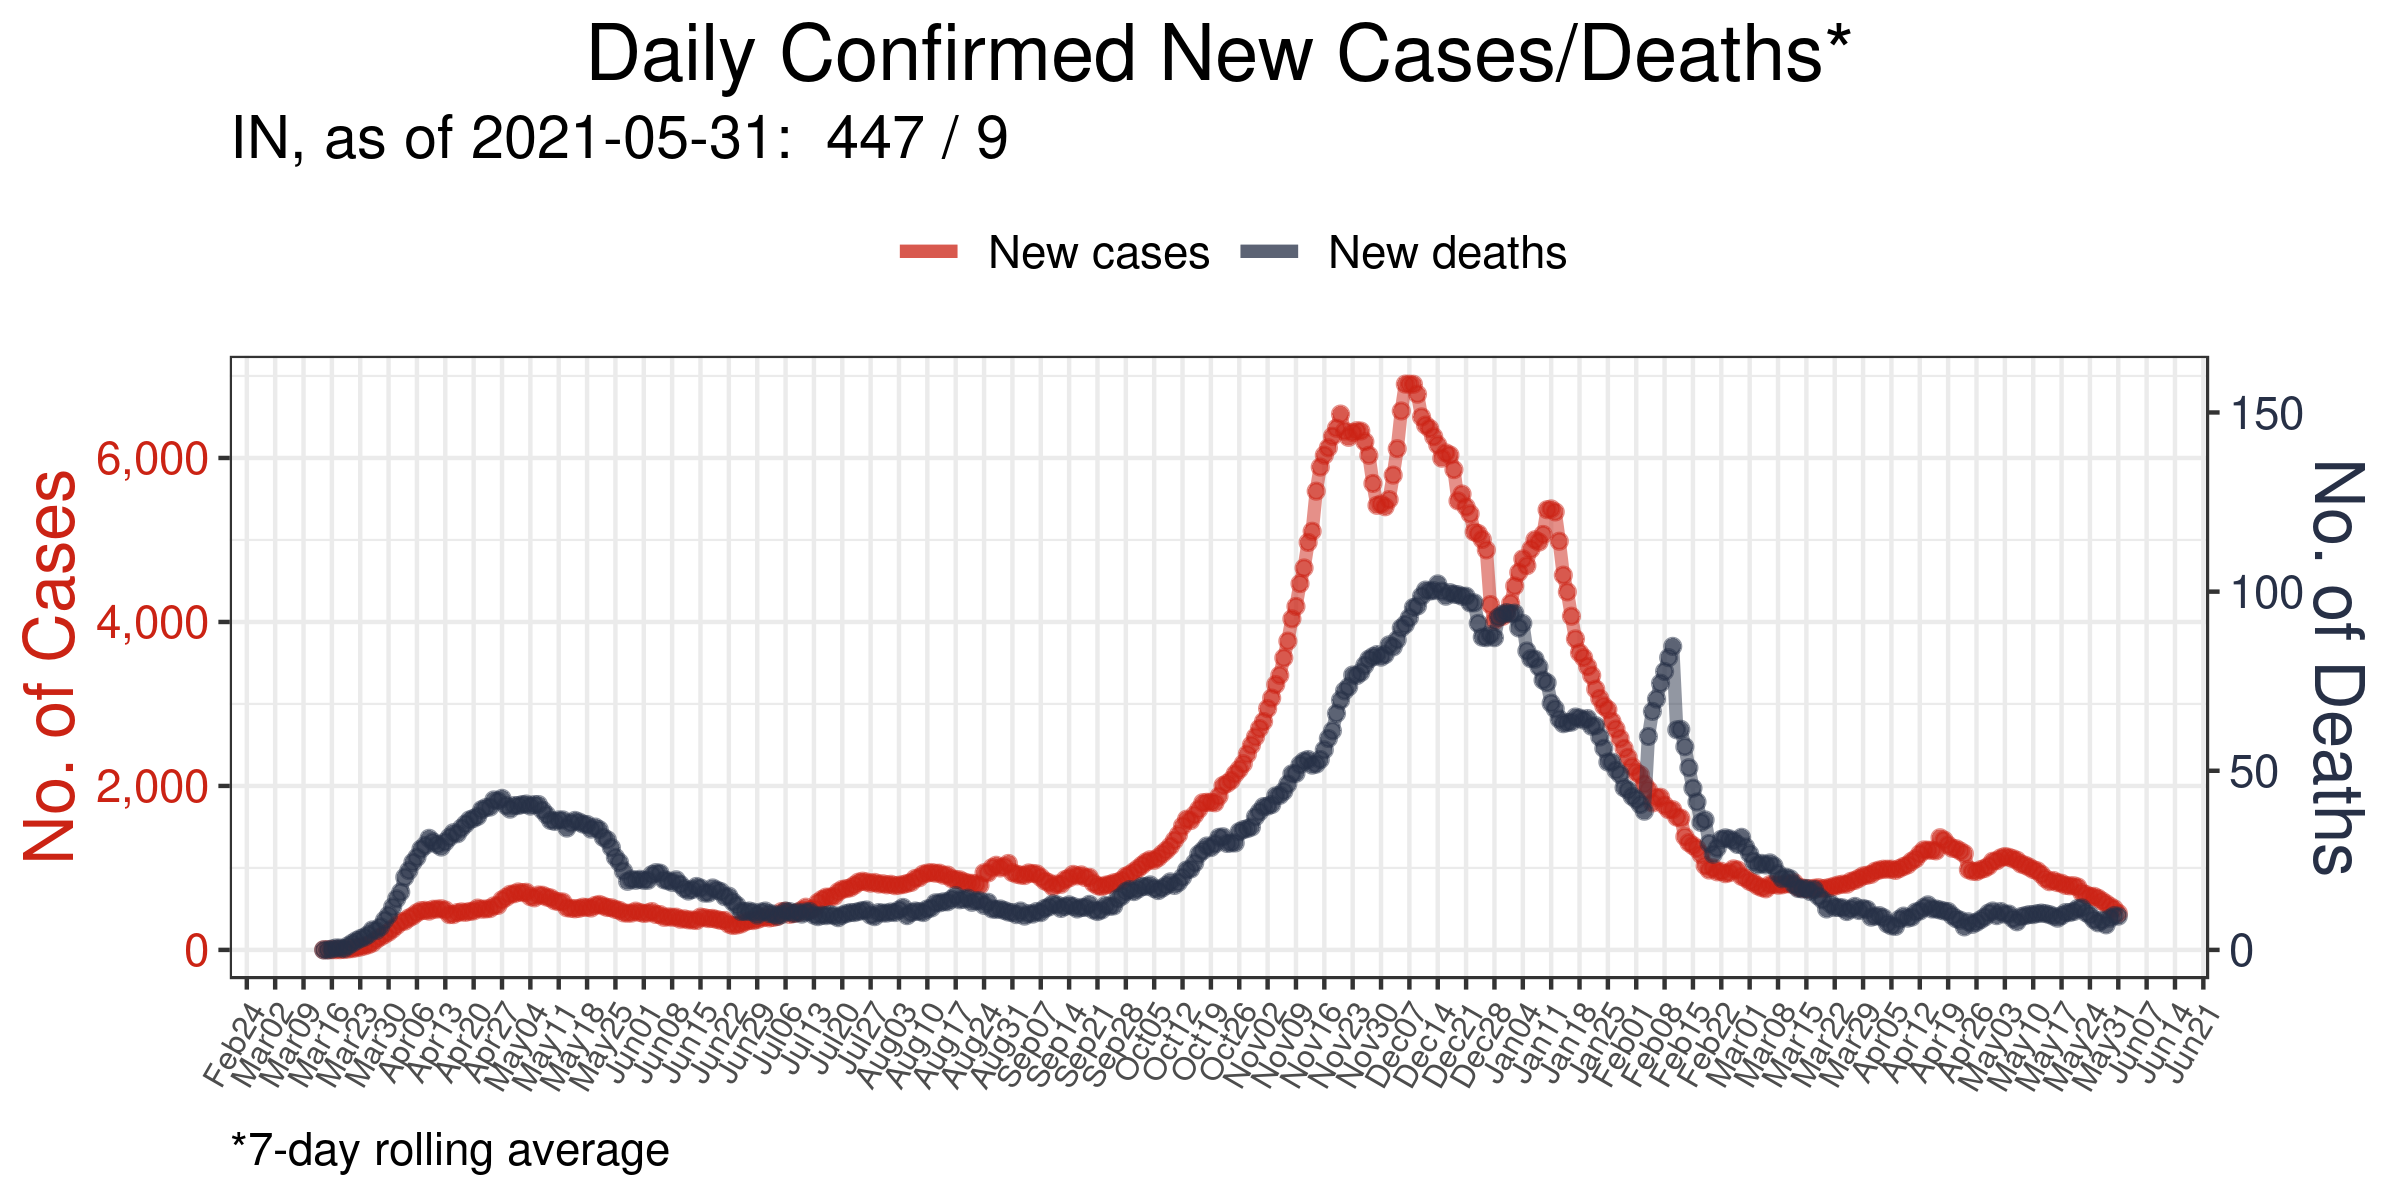 Daily Confirmed New Cases/Deaths*
IN, as of 2021-05-31:  447 / 9
New cases
New deaths
No. of Cases
6,000
4,000
2,000
0
150
100
50
0
No. of Deaths
Feb24
Mar02
Mar09
Mar16
Mar23
Mar30
Apr06
Apr13
Apr20
Apr27
May04
May11
May18
May25
Jun01
Jun08
Jun15
Jun22
Jun29
Jul06
Jul13
Jul20
Jul27
Aug03
Aug10
Aug17
Aug24
Aug31
Sep07
Sep14
Sep21
Sep28
Oct05
Oct12
Oct19
Oct26
Nov02
Nov09
Nov16
Nov23
Nov30
Dec07
Dec14
Dec21
Dec28
Jan04
Jan11
Jan18
Jan25
Feb01
Feb08
Feb15
Feb22
Mar01
Mar08
Mar15
Mar22
Mar29
Apr05
Apr12
Apr19
Apr26
May03
May10
May17
May24
May31
Jun07
Jun14
Jun21
*7-day rolling average